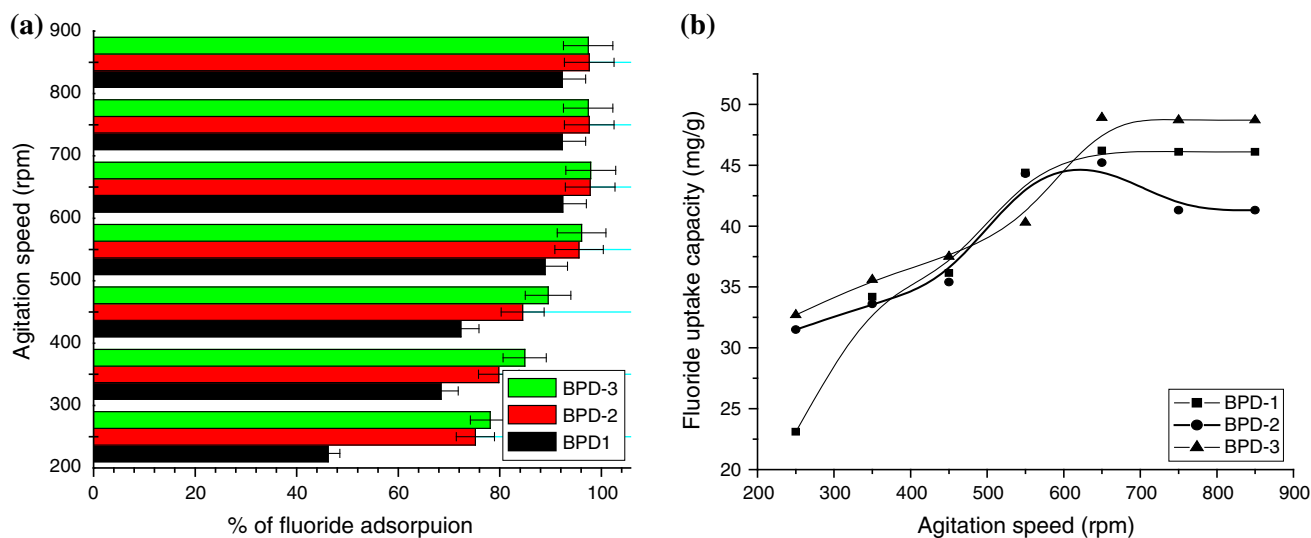 (a)
900
800
700
600
500
400
300
200
Agitation speed (rpm)
BPD-3
BPD-2
BPD1
0 20 40 60 80 100
% of fluoride adsorpuion
(b)
50
45
40
35
30
25
20
Fluoride uptake capacity (mg/g)
BPD-1
BPD-2
BPD-3
200 300 400 500 600 700 800 900
Agitation speed (rpm)